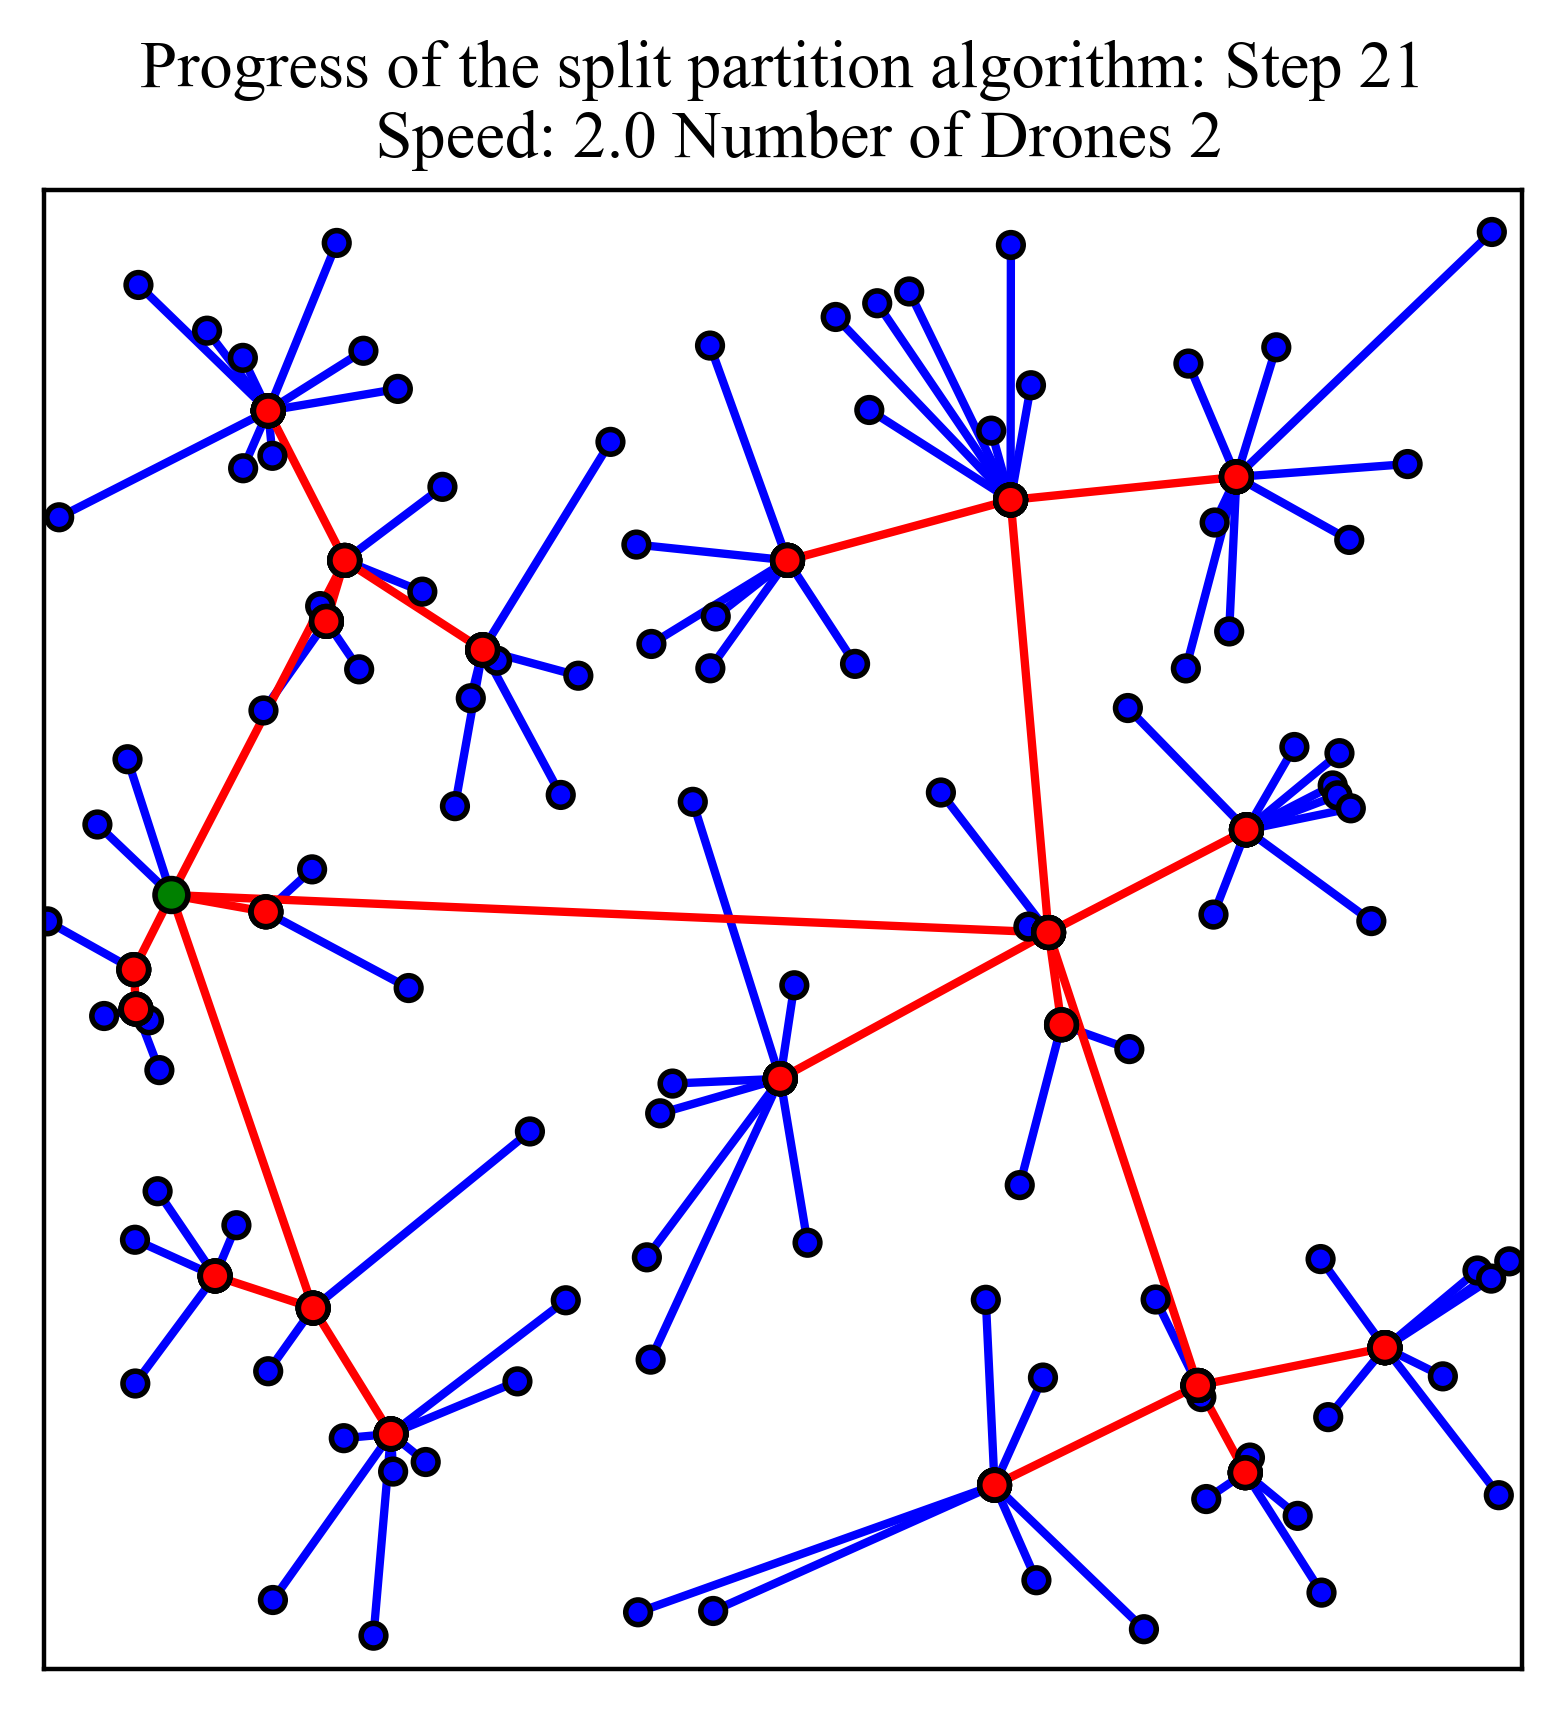 Progress of the split partition algorithm: Step 21
Speed: 2.0 Number of Drones 2